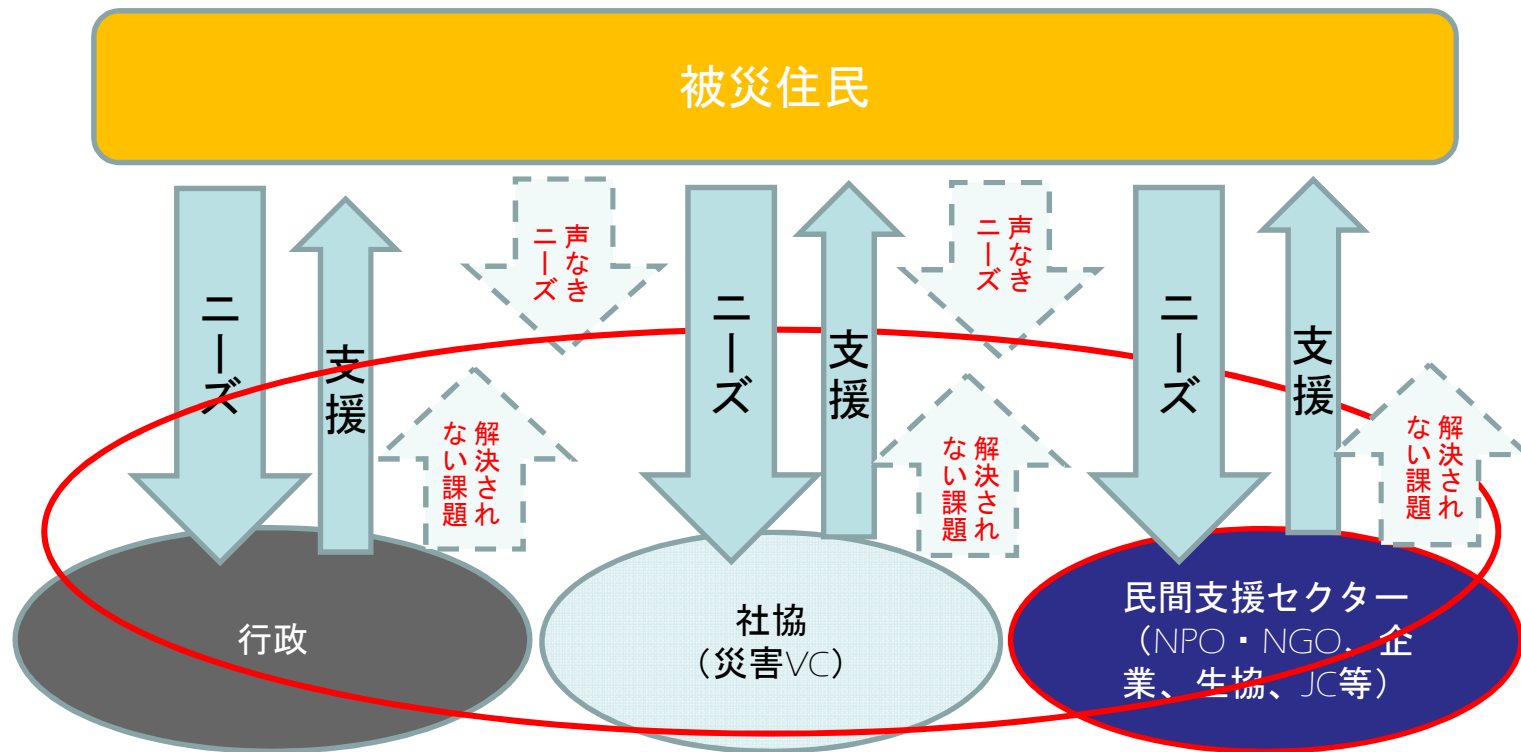 被災住民
ニーズ
支援
声なき
ニーズ
解決され
ない課題
ニーズ
支援
声なき
ニーズ
解決され
ない課題
ニーズ
支援
解決され
ない課題
行政
社協
（災害VC）
民間支援セクター
（NPO・NGO、企
業、生協、JC等）